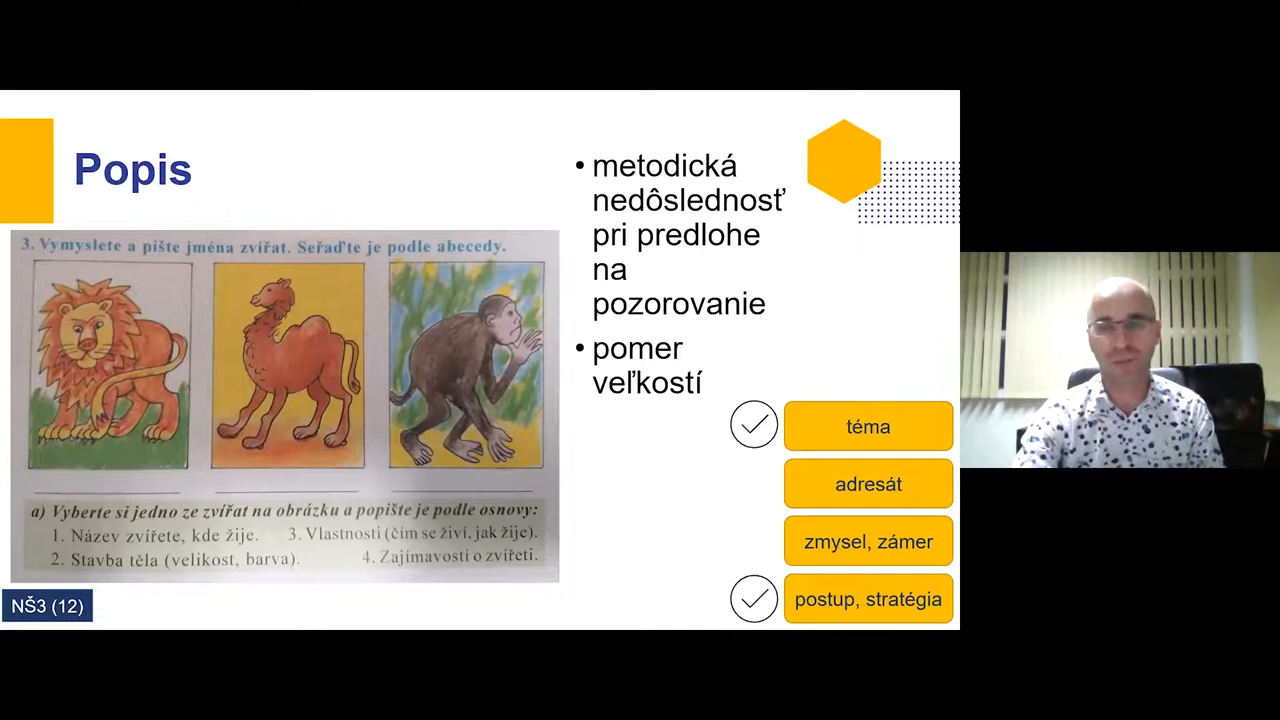 Popis
3. Vymyslete a pište jména zvířat. Seřaďte je podle abecedy.
a) Vyberte si jedno ze zvířat na obrázku a popište je podle osnovy:
1. Název zvířete, kde žije. 3. Vlastnosti (čím se živí, jak žije).
2. Stavba těla (velikost, barva). 4. Zajímavosti o zvířeti.
NŠ3 (12)
• metodická
nedôslednosť
pri predlohe
na
pozorovanie
• pomer
veľkostí
téma
adresát
zmysel, zámer
postup, stratégia